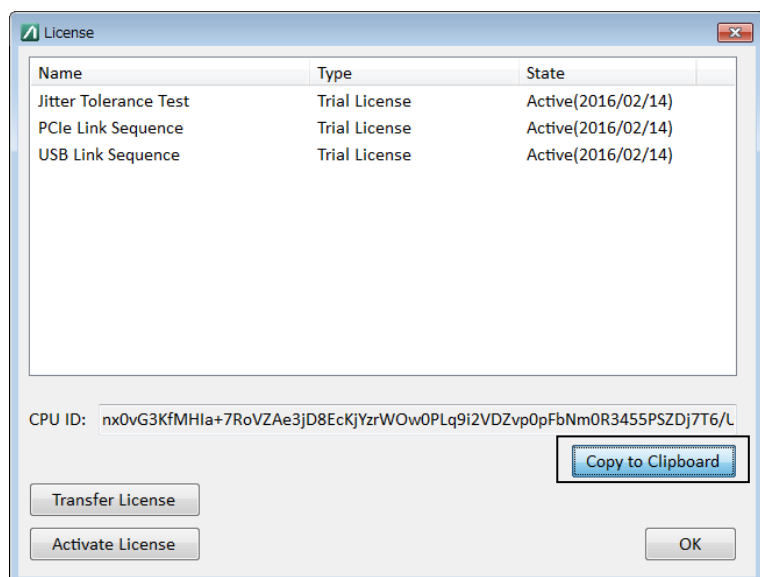 License
Name Type State
Jitter Tolerance Test Trial License Active(2016/02/14)
PCIe Link Sequence Trial License Active(2016/02/14)
USB Link Sequence Trial License Active(2016/02/14)
CPU ID: nx0vG3KfMHIa+7RoVZAe3jD8EcKjYzrWOw0PLq9i2VDZvp0pFbNm0R3455PSZDj7T6/L
Copy to Clipboard
Transfer License
Activate License OK